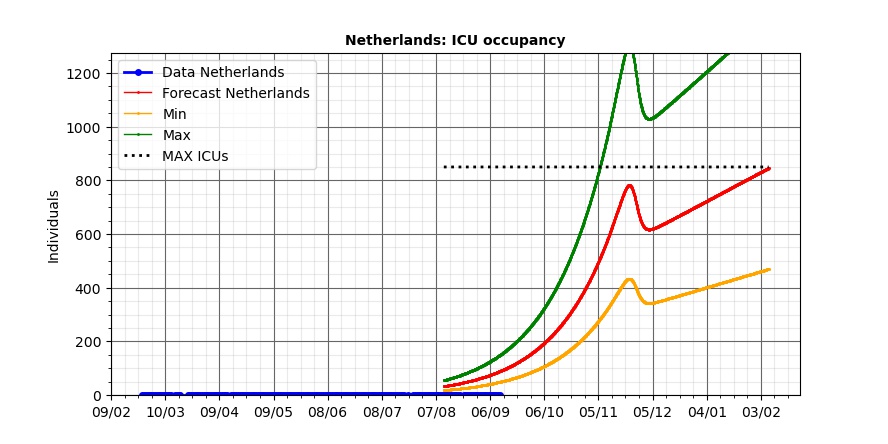 Netherlands: ICU occupancy
Individuals
1200
1000
800
600
400
200
0
Data Netherlands
Forecast Netherlands
Min
Max
MAX ICUs
09/02 10/03 09/04 09/05 08/06 08/07 07/08 06/09 06/10 05/11 05/12 04/01 03/02